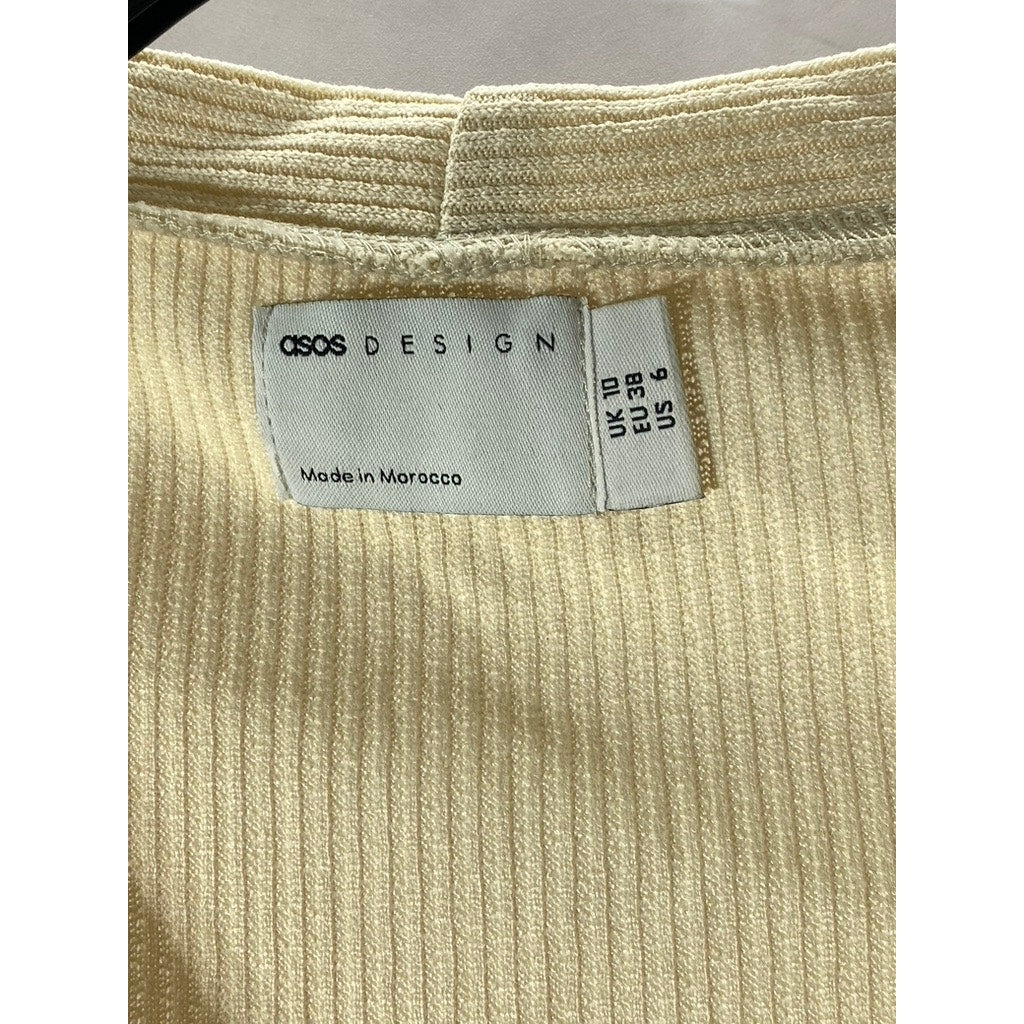 asos DESIGN
Made in Morocco
UK 10
EU 38
US 6